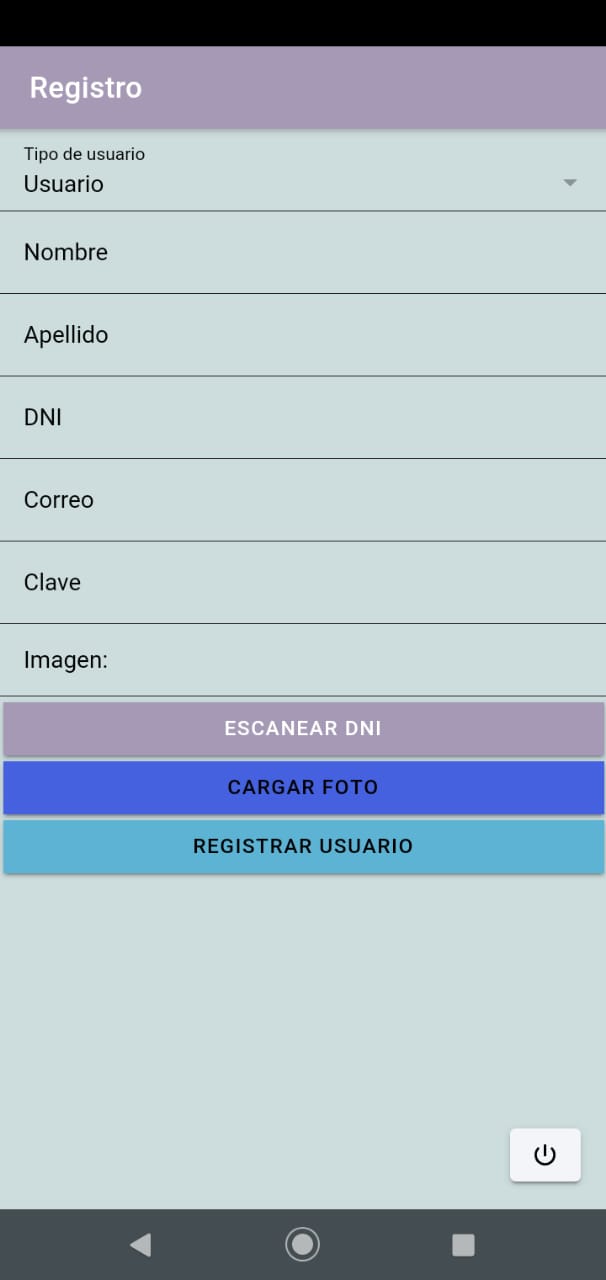 Registro
Tipo de usuario
Usuario
Nombre
Apellido
DNI
Correo
Clave
Imagen:
ESCANEAR DNI
CARGAR FOTO
REGISTRAR USUARIO